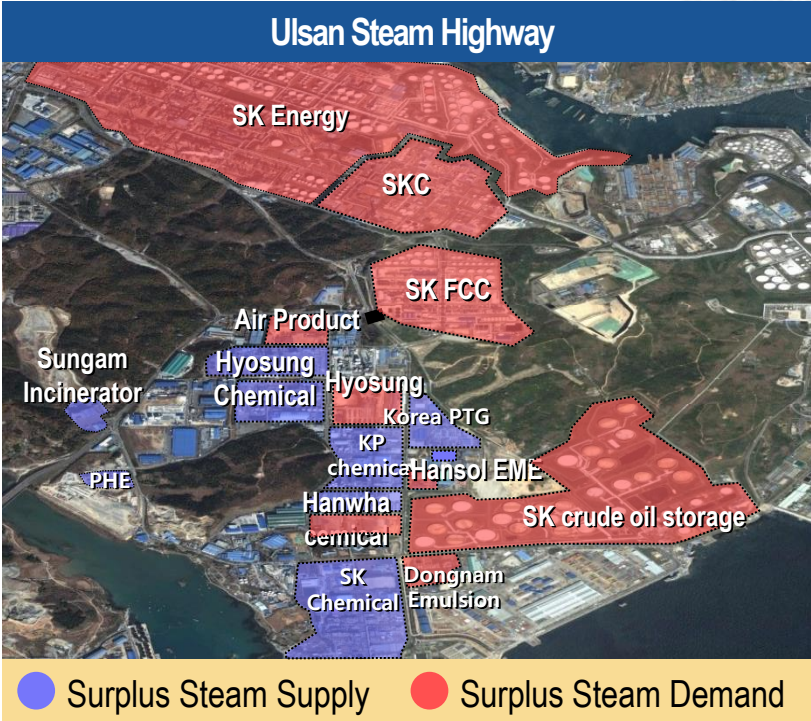 Ulsan Steam Highway
SK Energy
SKC
SK FCC
Air Product
Sungam
Incinerator
Hyosung
Chemical
Hyosung
Korea PTG
KP
chemical
Hansol EME
PHE
Hanwha
cemical
SK crude oil storage
SK
Chemical
Dongnam
Emulsion
Surplus Steam Supply
Surplus Steam Demand